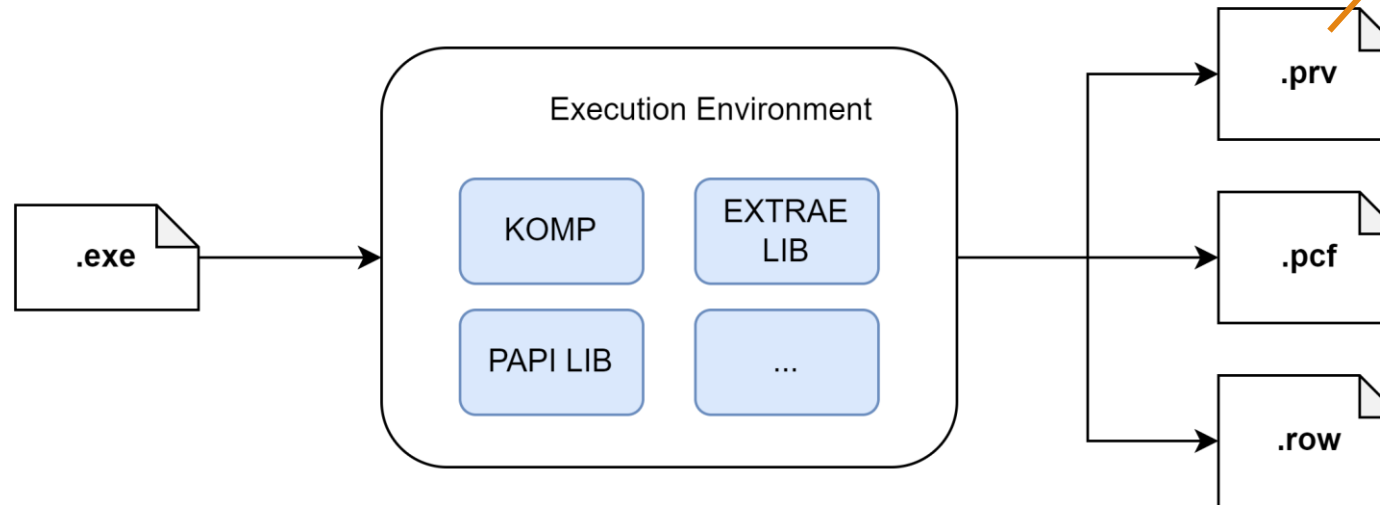 .prv
Execution Environment
KOMP
EXTRAE
LIB
.exe
.pcf
PAPI LIB
...
.row